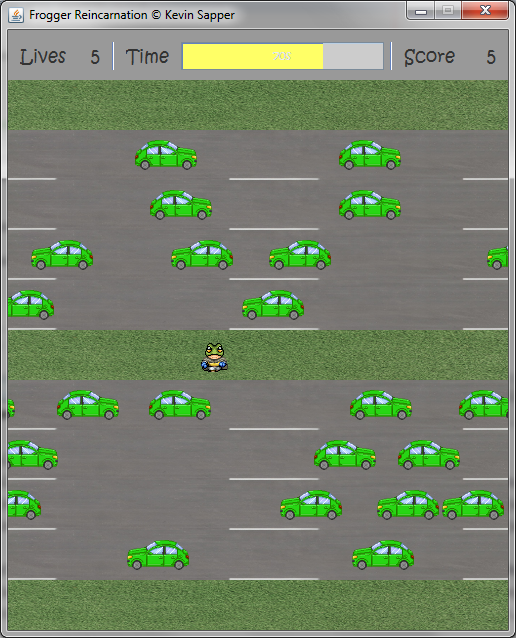 Frogger Reincarnation © Kevin Sapper
Lives 5 Time Score 5